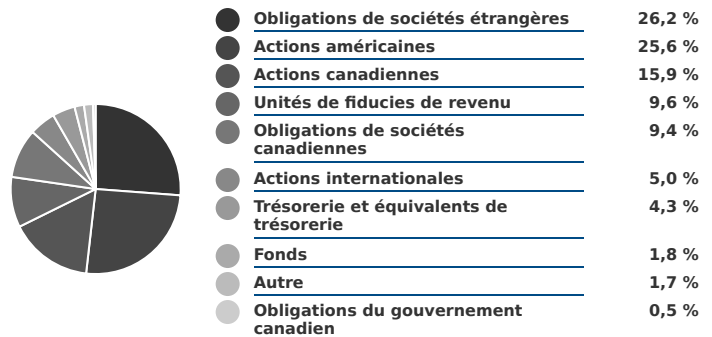 Obligations de sociétés étrangères 26,2 %
Actions américaines 25,6 %
Actions canadiennes 15,9 %
Unités de fiducies de revenu 9,6 %
Obligations de sociétés 9,4 %
canadiennes
Actions internationales 5,0 %
Trésorerie et équivalents de 4,3 %
trésorerie
Fonds 1,8 %
Autre 1,7 %
Obligations du gouvernement 0,5 %
canadien